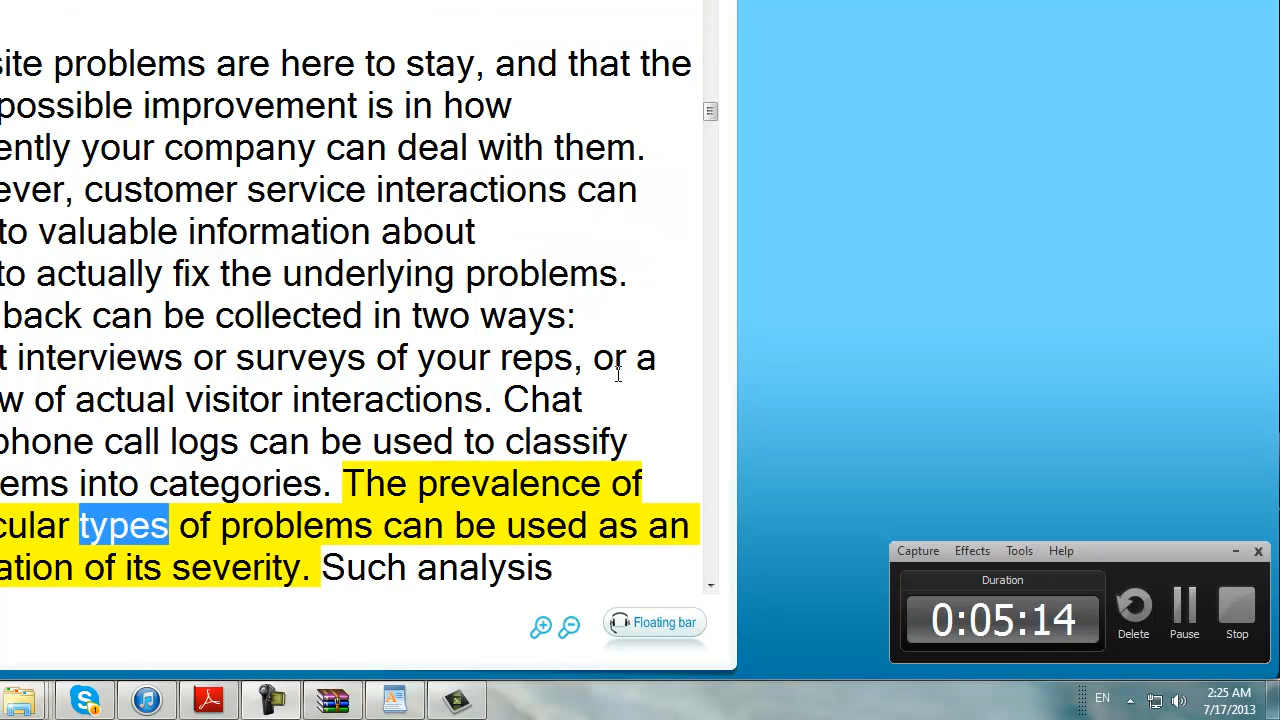 site problems are here to stay, and that the
possible improvement is in how
ently your company can deal with them.
ever, customer service interactions can
to valuable information about
to actually fix the underlying problems.
back can be collected in two ways:
t interviews or surveys of your reps, or a
w of actual visitor interactions. Chat
phone call logs can be used to classify
ems into categories. The prevalence of
cular types of problems can be used as an
ation of its severity. Such analysis
Floating bar
Capture Effects Tools Help
Duration
0:05:14
Delete Pause Stop
EN
2:25 AM
7/17/2013